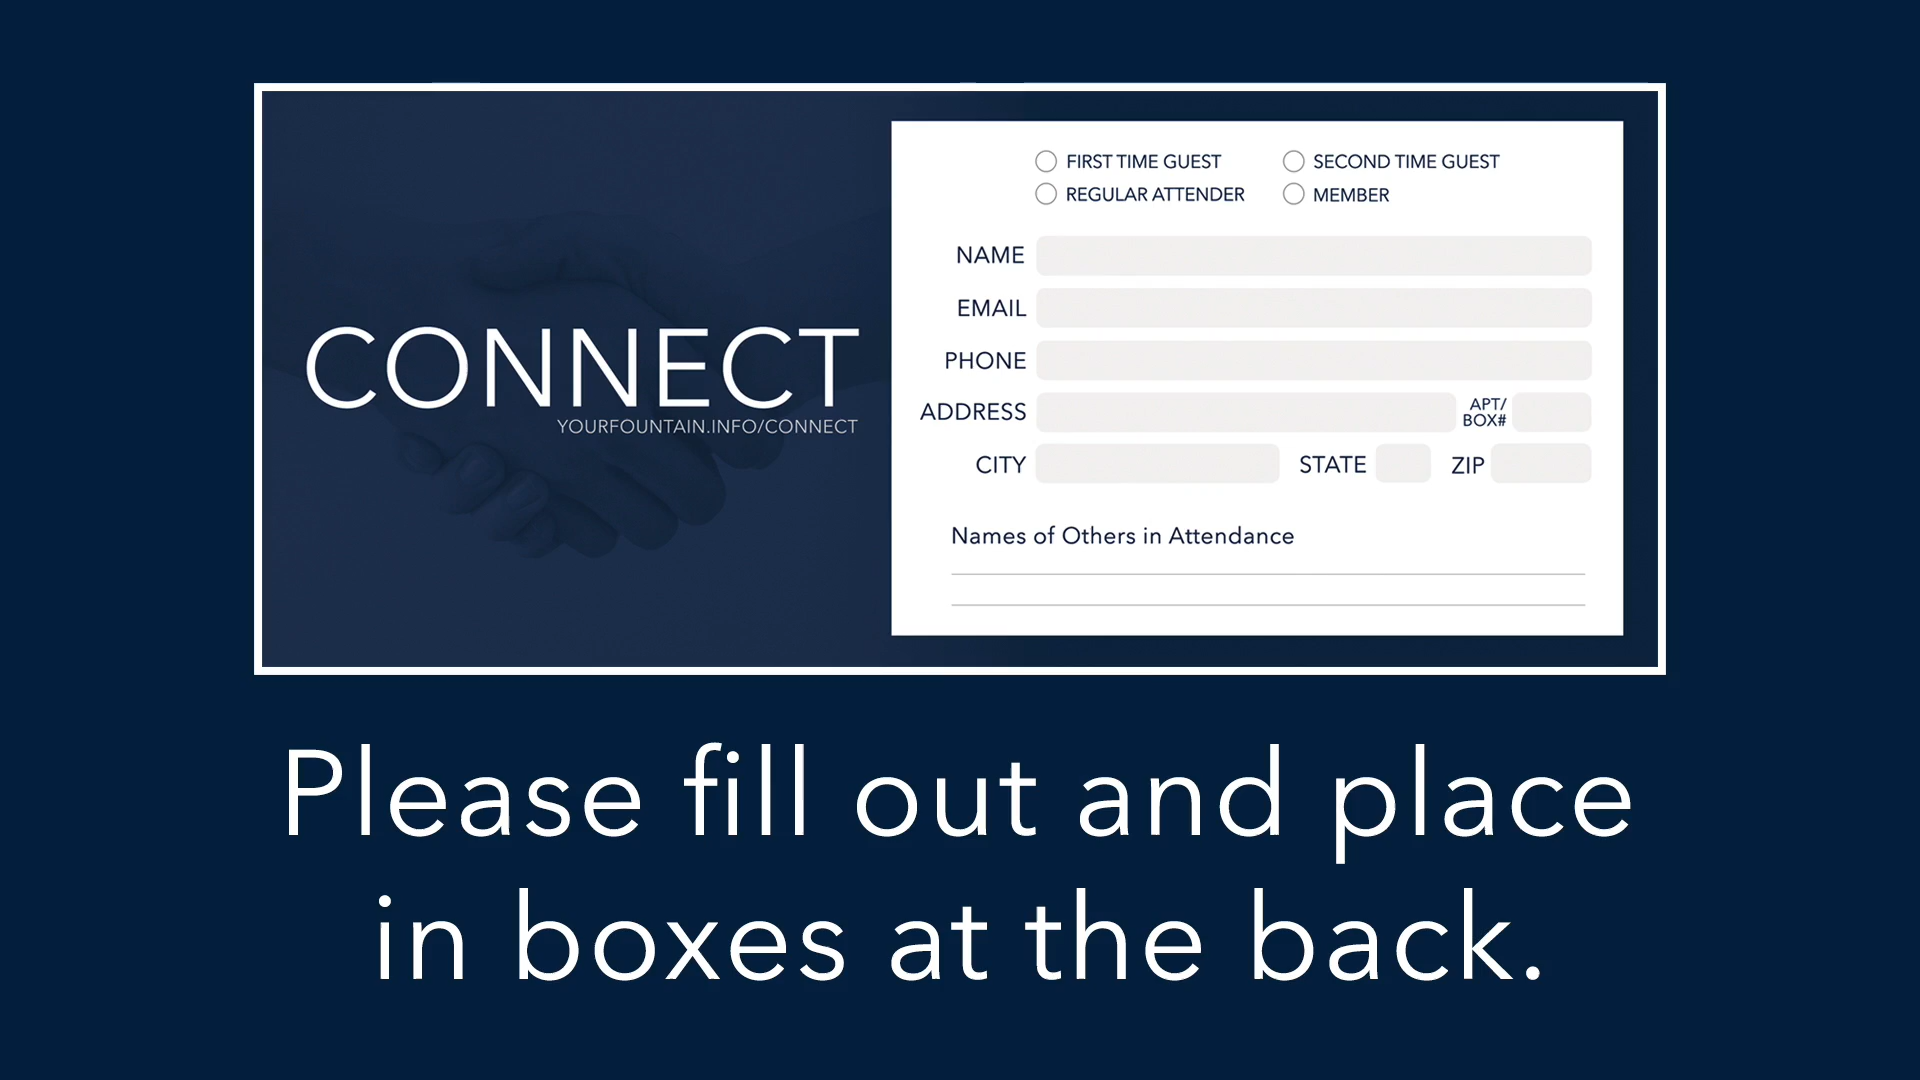 CONNECT
YOURFOUNTAIN.INFO/CONNECT
FIRST TIME GUEST SECOND TIME GUEST
REGULAR ATTENDER MEMBER
NAME
EMAIL
PHONE
ADDRESS APT/
BOX#
CITY STATE ZIP
Names of Others in Attendance
Please fill out and place
in boxes at the back.